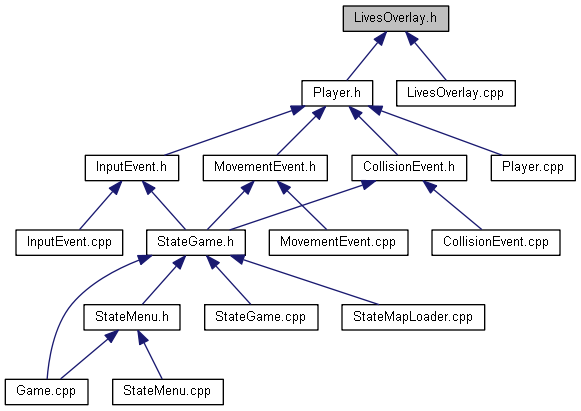 LivesOverlay.h
Player.h
LivesOverlay.cpp
InputEvent.h
MovementEvent.h
CollisionEvent.h
Player.cpp
InputEvent.cpp
StateGame.h
MovementEvent.cpp
CollisionEvent.cpp
StateMenu.h
StateGame.cpp
StateMapLoader.cpp
Game.cpp
StateMenu.cpp